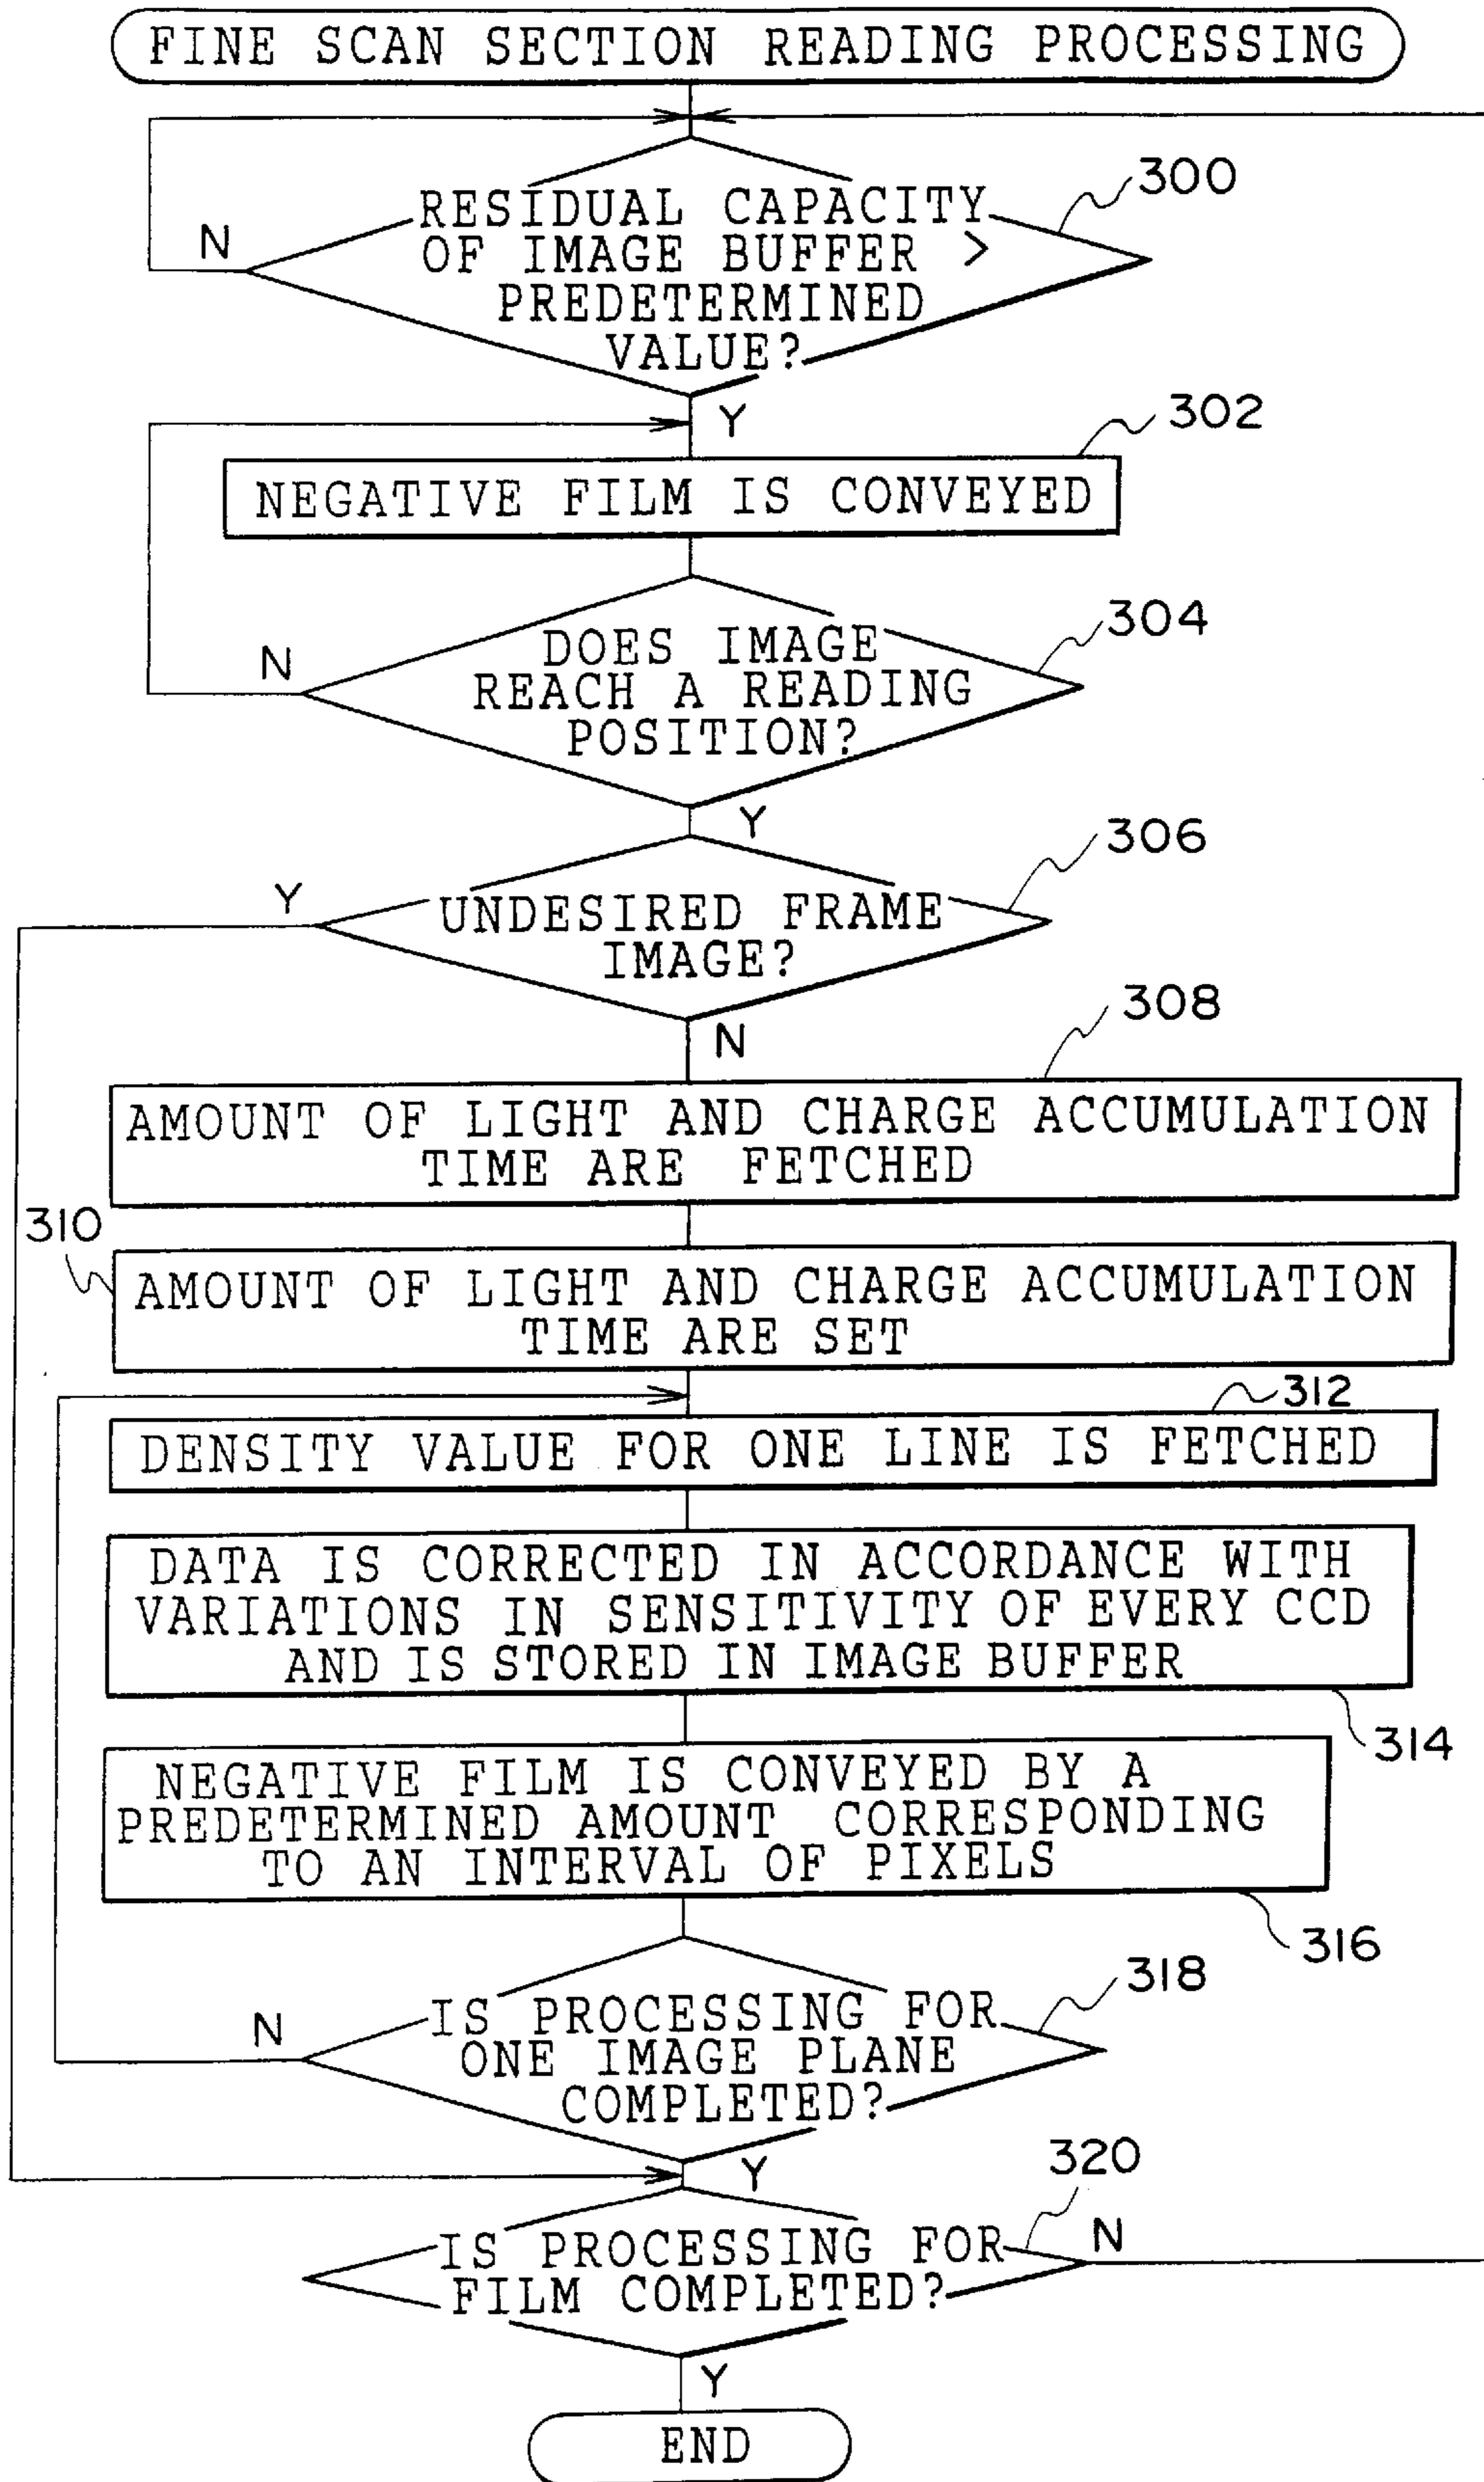 FINE SCAN SECTION READING PROCESSING
300
RESIDUAL CAPACITY
N
OF IMAGE BUFFER >
PREDETERMINED
VALUE?
Y
302
NEGATIVE FILM IS CONVEYED
304
DOES IMAGE
N
REACH A READING
POSITION?
Y
306
Y
UNDESIRED FRAME
IMAGE?
308
N
AMOUNT OF LIGHT AND CHARGE ACCUMULATION
TIME ARE FETCHED
310
AMOUNT OF LIGHT AND CHARGE ACCUMULATION
TIME ARE SET
312
DENSITY VALUE FOR ONE LINE IS FETCHED
DATA IS CORRECTED IN ACCORDANCE WITH
VARIATIONS IN SENSITIVITY OF EVERY CCD
AND IS STORED IN IMAGE BUFFER
314
NEGATIVE FILM IS CONVEYED BY A
PREDETERMINED AMOUNT CORRESPONDING
TO AN INTERVAL OF PIXELS
316
318
N
IS PROCESSING FOR
ONE IMAGE PLANE
COMPLETED?
Y
320
N
IS PROCESSING FOR
FILM COMPLETED?
Y
END